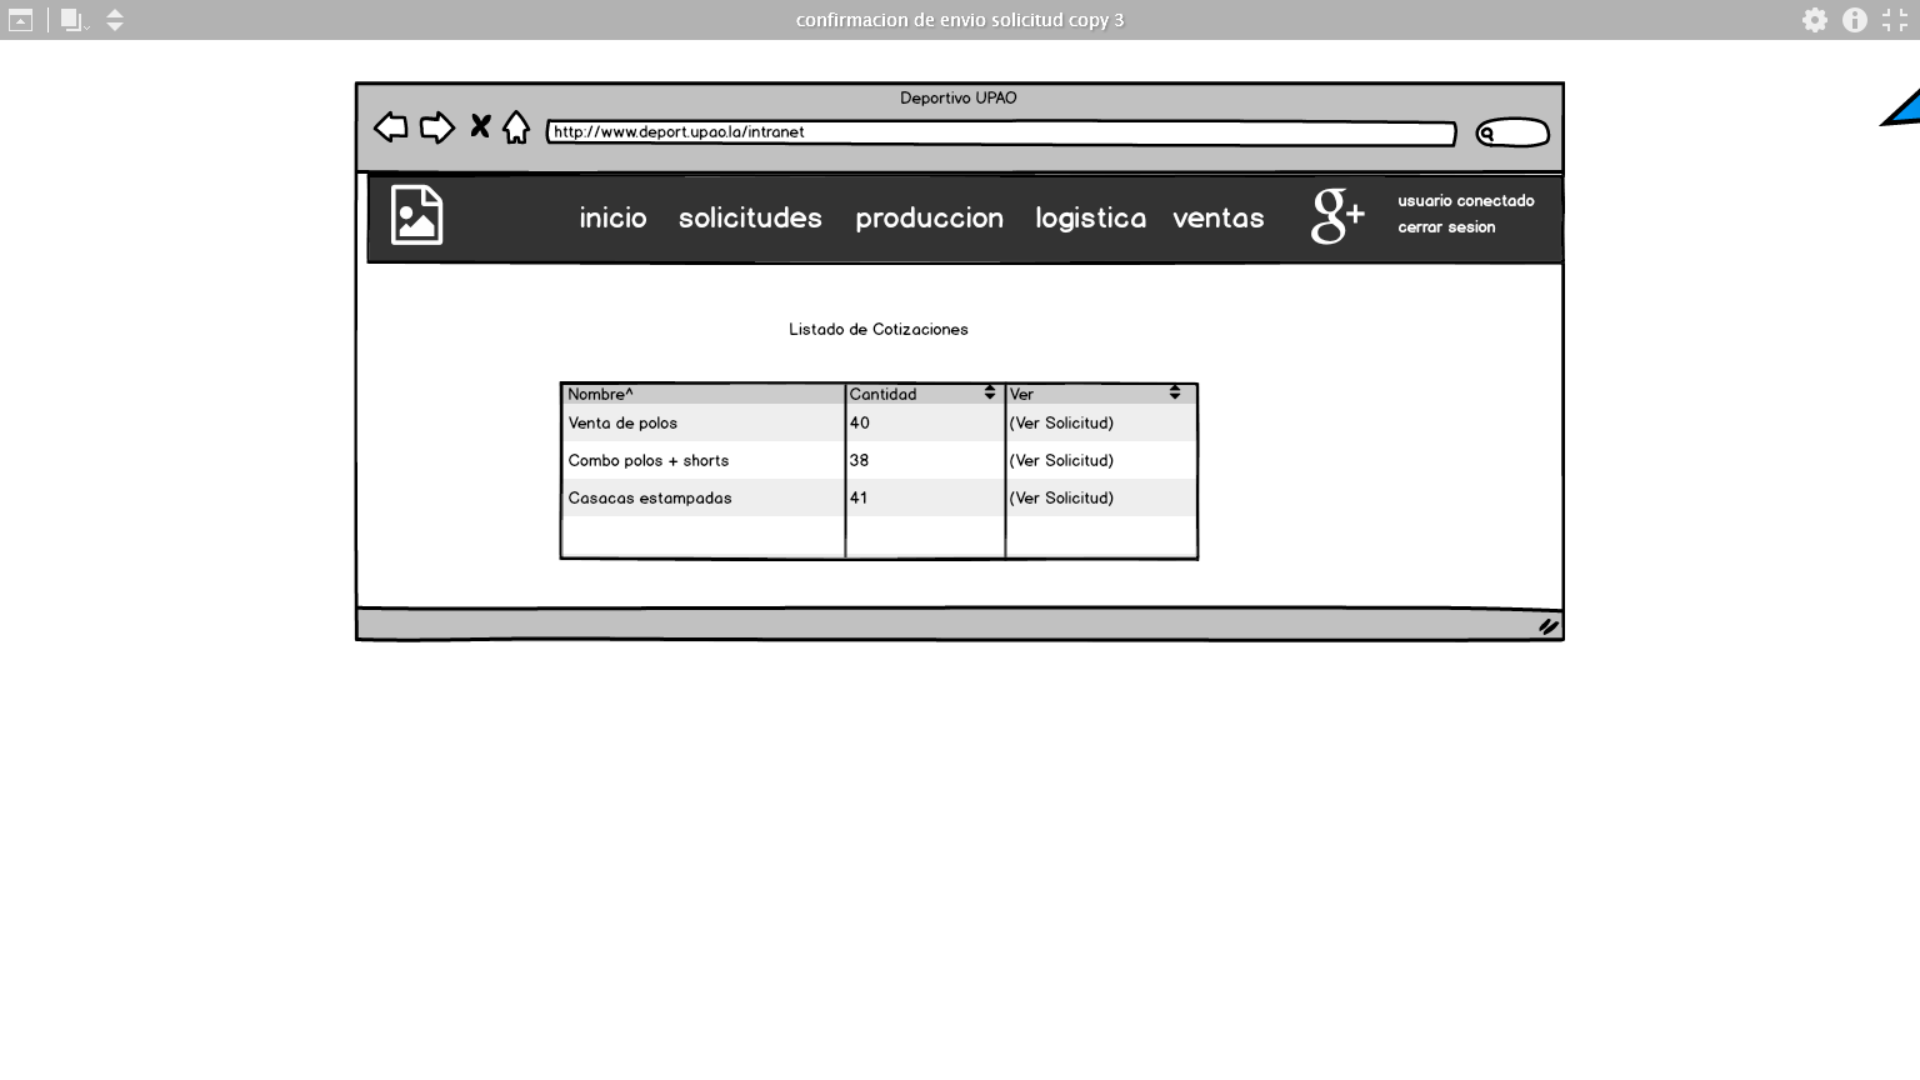 confirmacion de envio solicitud copy 3
Deportivo UPAO
http://www.deport.upao.la/intranet
inicio solicitudes produccion logistica ventas g+ usuario conectado
cerrar sesion
Listado de Cotizaciones
Nombre^ Cantidad Ver
Venta de polos 40 (Ver Solicitud)
Combo polos + shorts 38 (Ver Solicitud)
Casacas estampadas 41 (Ver Solicitud)